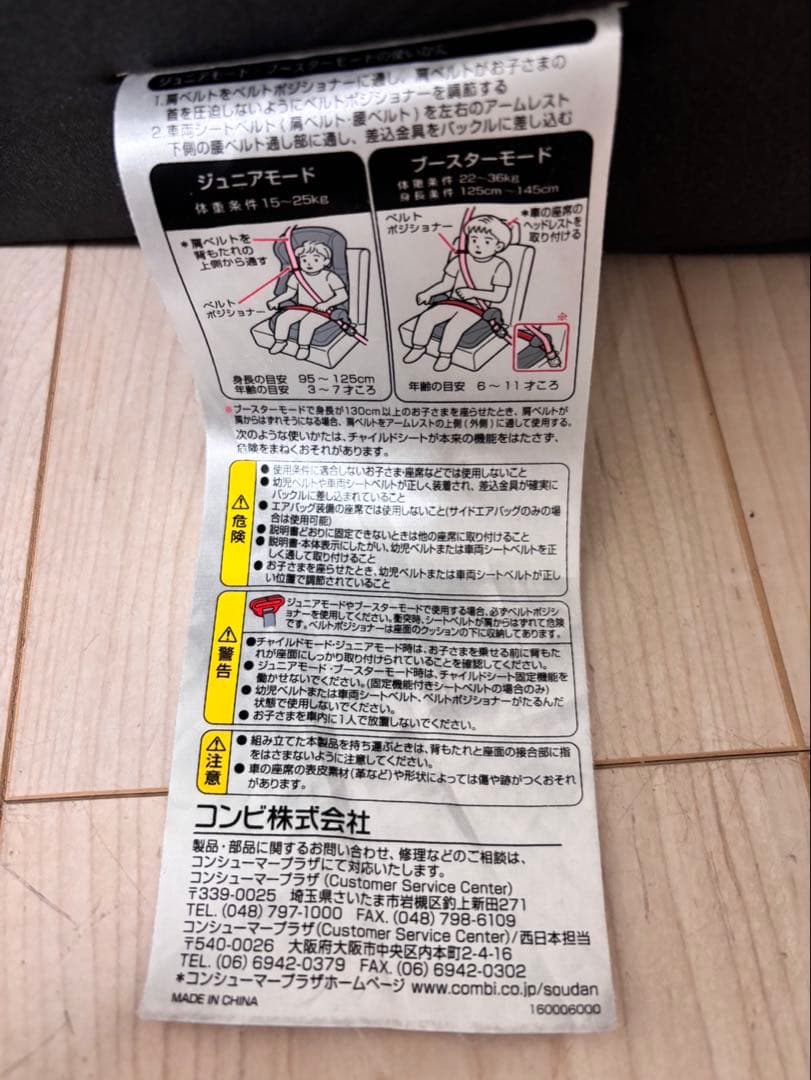 ジュニアモード・ブースターモードの使いかた
1.肩ベルトをベルトポジショナーに通し、肩ベルトがお子さまの
首を圧迫しないようにベルトポジショナーを調節する
2.車両シートベルト(肩ベルト・腰ベルト)を左右のアームレスト
下側の腰ベルト通し部に通し、差込金具をバックルに差し込む
ジュニアモード
体重条件 15～25kg
*肩ベルトを
背もたれの
上側から通す
ベルト
ポジショナー
身長の目安 95～125cm
年齢の目安 3～7才ころ
ブースターモード
体重条件 22～36kg
身長条件 125cm～145cm
ベルト
ポジショナー
*車の座席の
ヘッドレストを
取り付ける
※
年齢の目安 6～11才ころ
※ブースターモードで身長が130cm以上のお子さまを座らせたとき、肩ベルトが
肩からはずれそうになる場合、肩ベルトをアームレストの上側(外側)に通して使用する。
次のような使いかたは、チャイルドシートが本来の機能をはたさず、
危険をまねくおそれがあります。
危険
●使用条件に適合しないお子さま・座席などでは使用しないこと
●幼児ベルトや車両シートベルトが正しく装着され、差込金具が確実に
バックルに差し込まれていること
●エアバッグ装備の座席では使用しないこと(サイドエアバッグのみの場
合は使用可能)
●説明書どおりに固定できないときは他の座席に取り付けること
●説明書・本体表示にしたがい、幼児ベルトまたは車両シートベルトを正
しく通して取り付けること
●お子さまを座らせたとき、幼児ベルトまたは車両シートベルトが正し
い位置で調節されていること
警告
ジュニアモードやブースターモードで使用する場合、必ずベルトポジシ
ョナーを使用してください。衝突時、シートベルトが肩からはずれて危険
です。ベルトポジショナーは座面のクッションの下に収納してあります。
●チャイルドモード・ジュニアモード時は、お子さまを乗せる前に背もた
れが座面にしっかり取り付けられていることを確認してください。
●ジュニアモード・ブースターモード時は、チャイルドシート固定機能を
働かせないでください。(固定機能付きシートベルトの場合のみ)
●幼児ベルトまたは車両シートベルト、ベルトポジショナーがたるんだ
状態で使用しないでください。
●お子さまを車内に1人で放置しないでください。
注意
●組み立てた本製品を持ち運ぶときは、背もたれと座面の接合部に指
をはさまないように注意してください。
●車の座席の表皮素材(革など)や形状によっては傷や跡がつくおそれ
があります。
コンビ株式会社
製品・部品に関するお問い合わせ、修理などのご相談は、
コンシューマープラザにて対応いたします。
コンシューマープラザ(Customer Service Center)
〒339-0025 埼玉県さいたま市岩槻区釣上新田271
TEL. (048) 797-1000 FAX. (048) 798-6109
コンシューマープラザ(Customer Service Center)/西日本担当
〒540-0026 大阪府大阪市中央区内本町2-4-16
TEL. (06) 6942-0379 FAX. (06) 6942-0302
*コンシューマープラザホームページ www.combi.co.jp/soudan
MADE IN CHINA
160006000